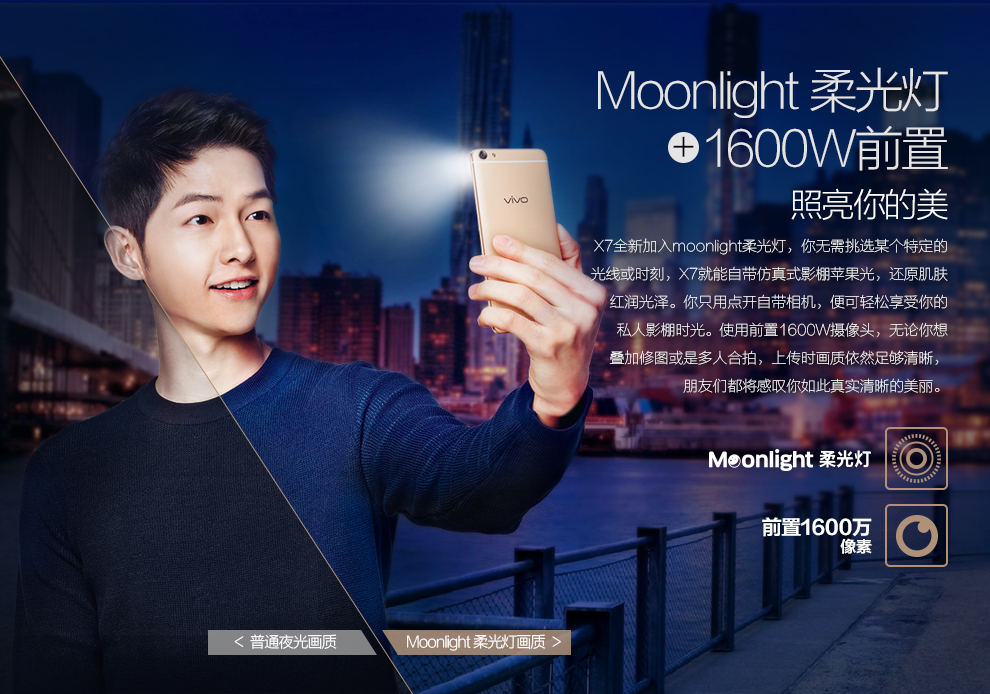 Moonlight 柔光灯
+1600W前置
照亮你的美
vivo
X7全新加入moonlight柔光灯，你无需挑选某个特定的
光线或时刻，X7就能自带仿真式影棚苹果光，还原肌肤
红润光泽。你只用点开自带相机，便可轻松享受你的
私人影棚时光。使用前置1600W摄像头，无论你想
叠加修图或是多人合拍，上传时画质依然足够清晰，
朋友们都将感叹你如此真实清晰的美丽。
Moonlight 柔光灯
前置1600万
像素
< 普通夜光画质
Moonlight 柔光灯画质 >